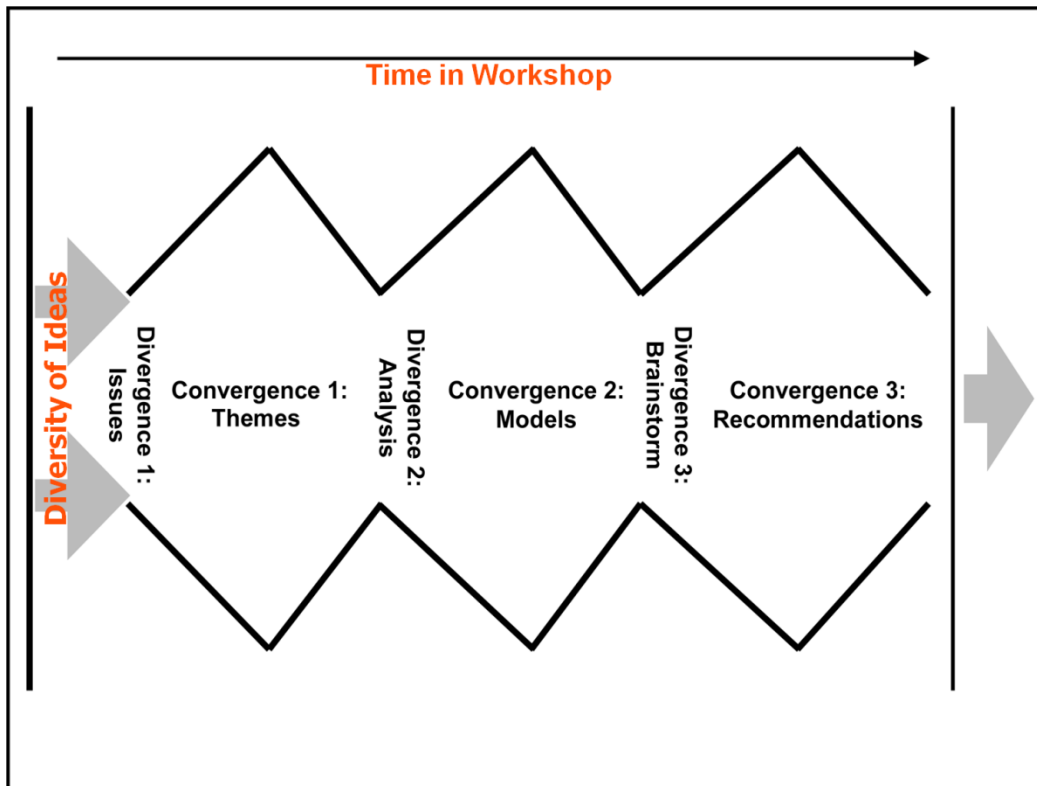 Time in Workshop
Diversity of Ideas
Divergence 1:
Issues
Convergence 1:
Themes
Divergence 2:
Analysis
Convergence 2:
Models
Divergence 3:
Brainstorm
Convergence 3:
Recommendations